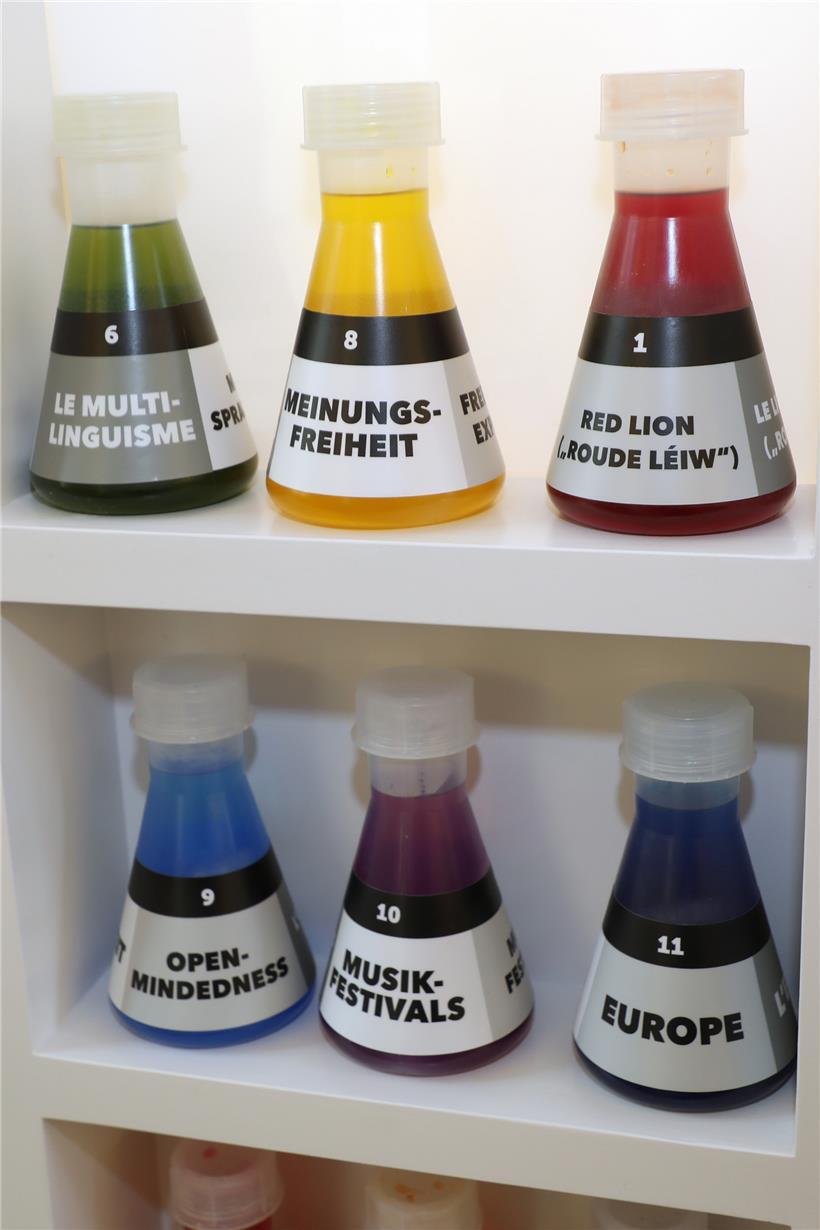 6
LE MULTI-
LINGUISME
8
MEINUNGS-
FREIHEIT
1
RED LION
(„ROUDE LÉIW“)
9
OPEN-
MINDEDNESS
10
MUSIK-
FESTIVALS
11
EUROPE